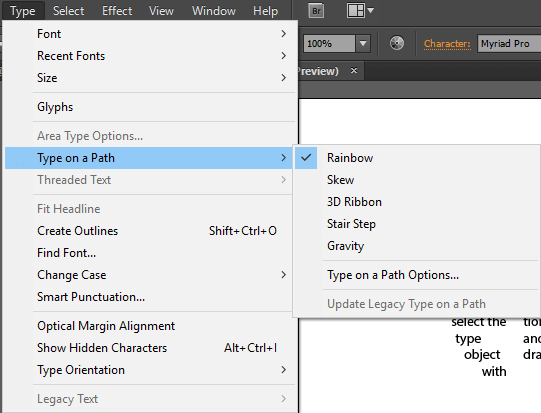 Type Select Effect View Window Help Br
Font
Recent Fonts 100% Character: Myriad Pro
Size
Preview)
Glyphs
Area Type Options...
Type on a Path Rainbow
Threaded Text Skew
3D Ribbon
Fit Headline Stair Step
Create Outlines Shift+Ctrl+O Gravity
Find Font...
Change Case Type on a Path Options...
Smart Punctuation...
Update Legacy Type on a Path
Optical Margin Alignment select the tion
Show Hidden Characters Alt+Ctrl+I type and
Type Orientation object dra
with
Legacy Text